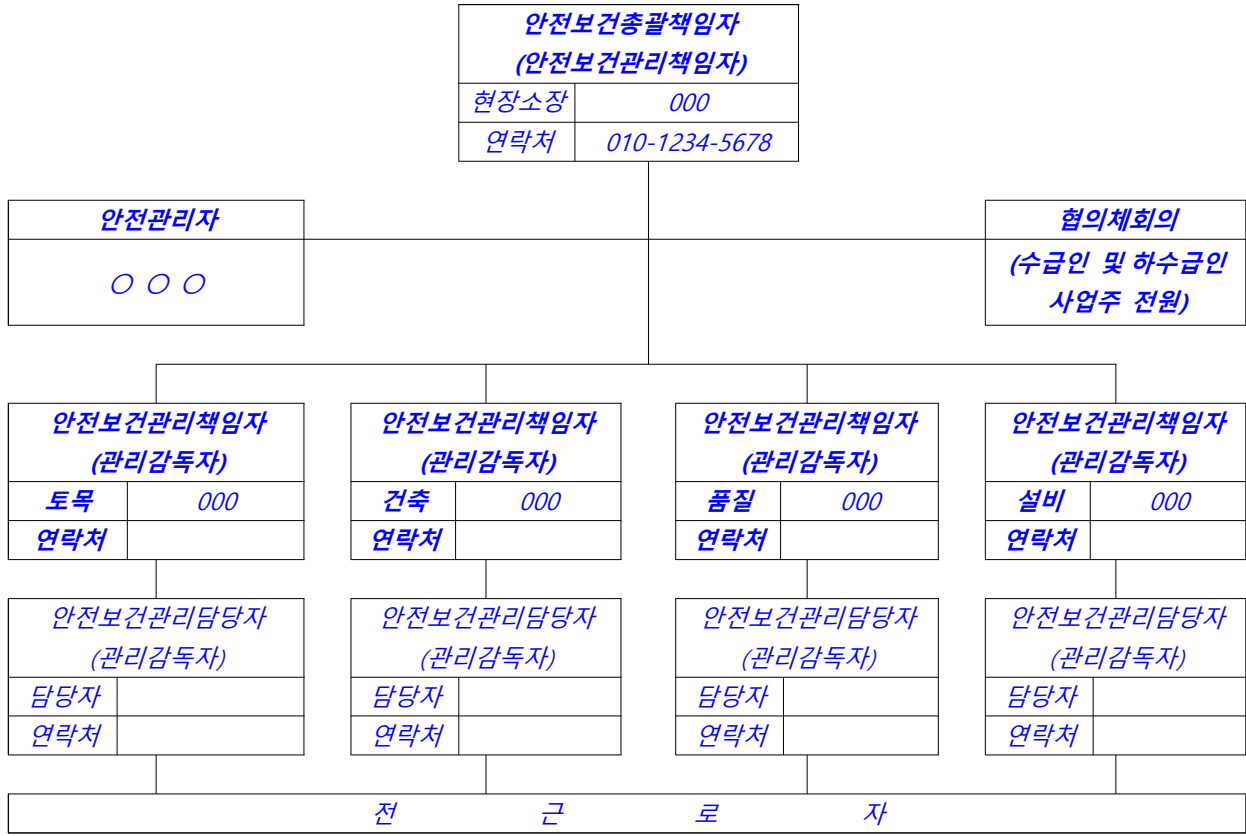 안전보건총괄책임자
(안전보건관리책임자)
현장소장 000
연락처 010-1234-5678
안전관리자
○ ○ ○
협의체회의
(수급인 및 하수급인
사업주 전원)
안전보건관리책임자
(관리감독자)
토목 000
연락처
안전보건관리책임자
(관리감독자)
건축 000
연락처
안전보건관리책임자
(관리감독자)
품질 000
연락처
안전보건관리책임자
(관리감독자)
설비 000
연락처
안전보건관리담당자
(관리감독자)
담당자
연락처
안전보건관리담당자
(관리감독자)
담당자
연락처
안전보건관리담당자
(관리감독자)
담당자
연락처
안전보건관리담당자
(관리감독자)
담당자
연락처
전 근 로 자